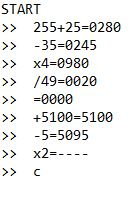 START
>> 255+25=0280
>> -35=0245
>> x4=0980
>> /49=0020
>> =0000
>> +5100=5100
>> -5=5095
>> x2=----
>> c